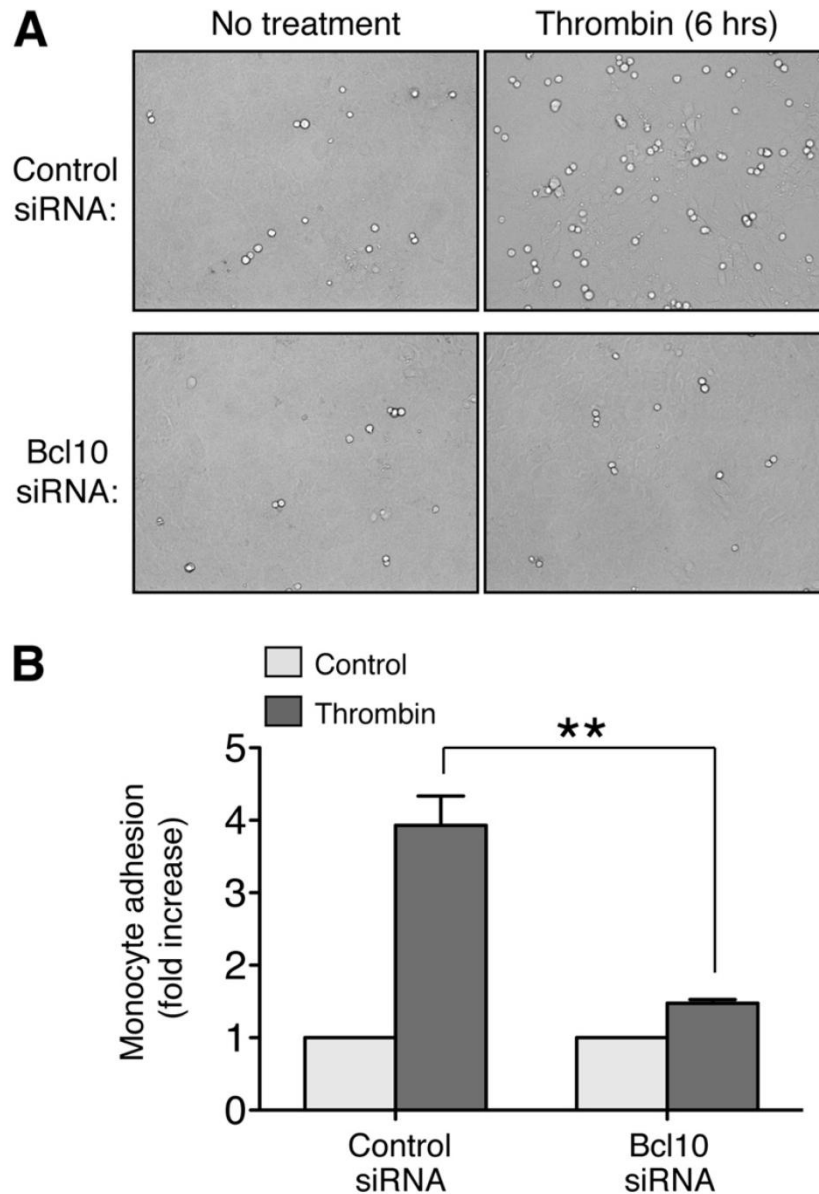 A
No treatment
Thrombin (6 hrs)
Control
siRNA:
Bcl10
siRNA:
B
Control
Thrombin
**
5
4
3
2
1
0
Monocyte adhesion
(fold increase)
Control
siRNA
Bcl10
siRNA